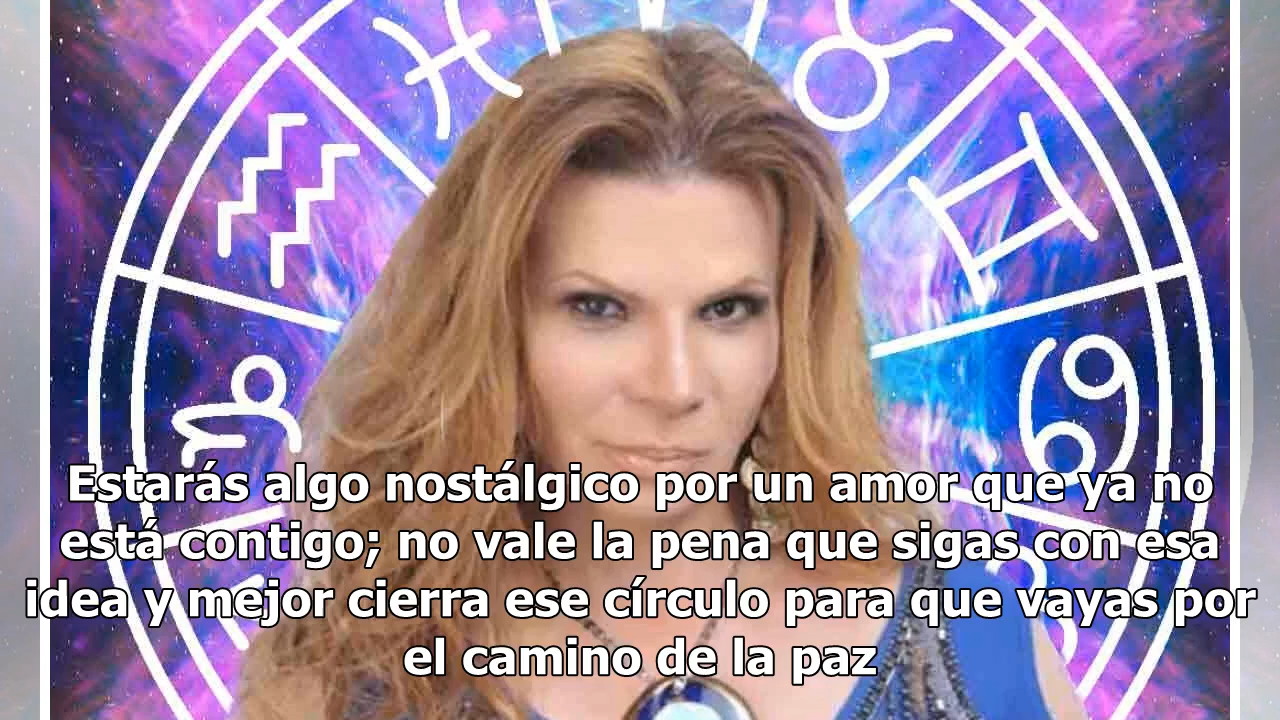 Estarás algo nostálgico por un amor que ya no
está contigo; no vale la pena que sigas con esa
idea y mejor cierra ese círculo para que vayas por
el camino de la paz